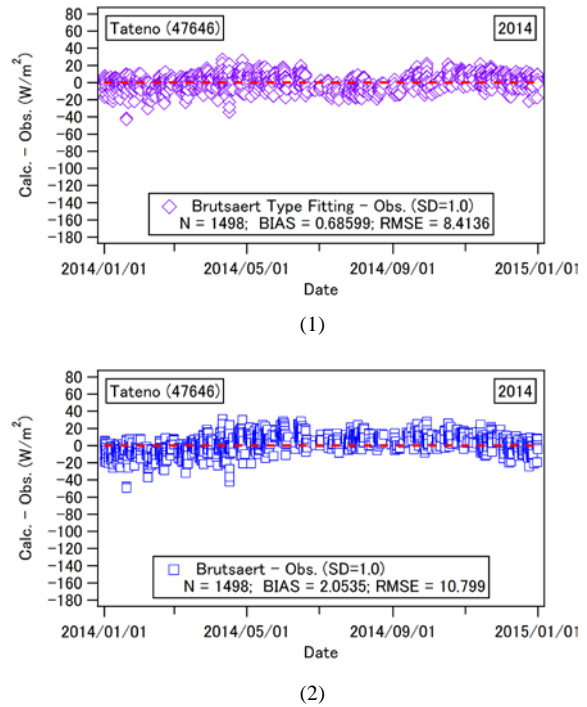 80
60
40
20
0
-20
-40
-60
-80
-100
-120
-140
-160
-180
Calc. - Obs. (W/m²)
Tateno (47646)
2014
Brutsaert Type Fitting - Obs. (SD=1.0)
N = 1498; BIAS = 0.68599; RMSE = 8.4136
2014/01/01 2014/05/01 2014/09/01 2015/01/01
Date
(1)
80
60
40
20
0
-20
-40
-60
-80
-100
-120
-140
-160
-180
Calc. - Obs. (W/m²)
Tateno (47646)
2014
Brutsaert - Obs. (SD=1.0)
N = 1498; BIAS = 2.0535; RMSE = 10.799
2014/01/01 2014/05/01 2014/09/01 2015/01/01
Date
(2)